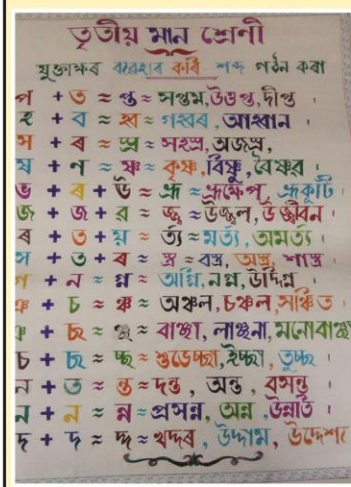 তৃতীয় মান শ্ৰেণী
যুক্তাক্ষৰ ব্যৱহাৰ কৰি শব্দ গঠন কৰা
প + ত ≈ প্ত ≈ সপ্তম, উত্তপ্ত, দীপ্ত ।
হ + ব ≈ হ্ব ≈ গহ্বৰ, আহ্বান
স + ৰ ≈ স্ৰ ≈ সহস্ৰ, অজস্ৰ,
ষ + ণ ≈ ষ্ণ ≈ কৃষ্ণ, বিষ্ণু, বৈষ্ণৱ ।
ভ + ৰ + ঊ ≈ ভ্ৰূ ≈ ভ্ৰূক্ষেপ, ভ্ৰূকূটি ।
জ + জ + ৱ ≈ জ্জ্ব ≈ উজ্জ্বল, উজ্জীৱন ।
ৰ + ত + য় ≈ ৰ্ত্য ≈ মৰ্ত্য, অমৰ্ত্য ।
স + ত + ৰ ≈ স্ত্ৰ ≈ বস্ত্ৰ, অস্ত্ৰ, শাস্ত্ৰ ।
গ + ন ≈ গ্ন ≈ অগ্নি, নগ্ন, উদ্বিগ্ন ।
ঞ + চ ≈ ঞ্চ ≈ অঞ্চল, চঞ্চল, সঞ্চিত ।
ঞ + ছ ≈ ঞ্ছ ≈ বাঞ্ছা, লাঞ্ছনা, মনোবাঞ্ছা
চ + ছ ≈ চ্ছ ≈ শুভেচ্ছা, ইচ্ছা, তুচ্ছ ।
ন + ত ≈ ন্ত ≈ দন্ত, অন্ত, বসন্ত ।
ন + ন ≈ ন্ন ≈ প্ৰসন্ন, অন্ন, উন্নতি ।
দ + দ ≈ দ্দ ≈ খদ্দৰ, উদ্দাম, উদ্দেশ্য